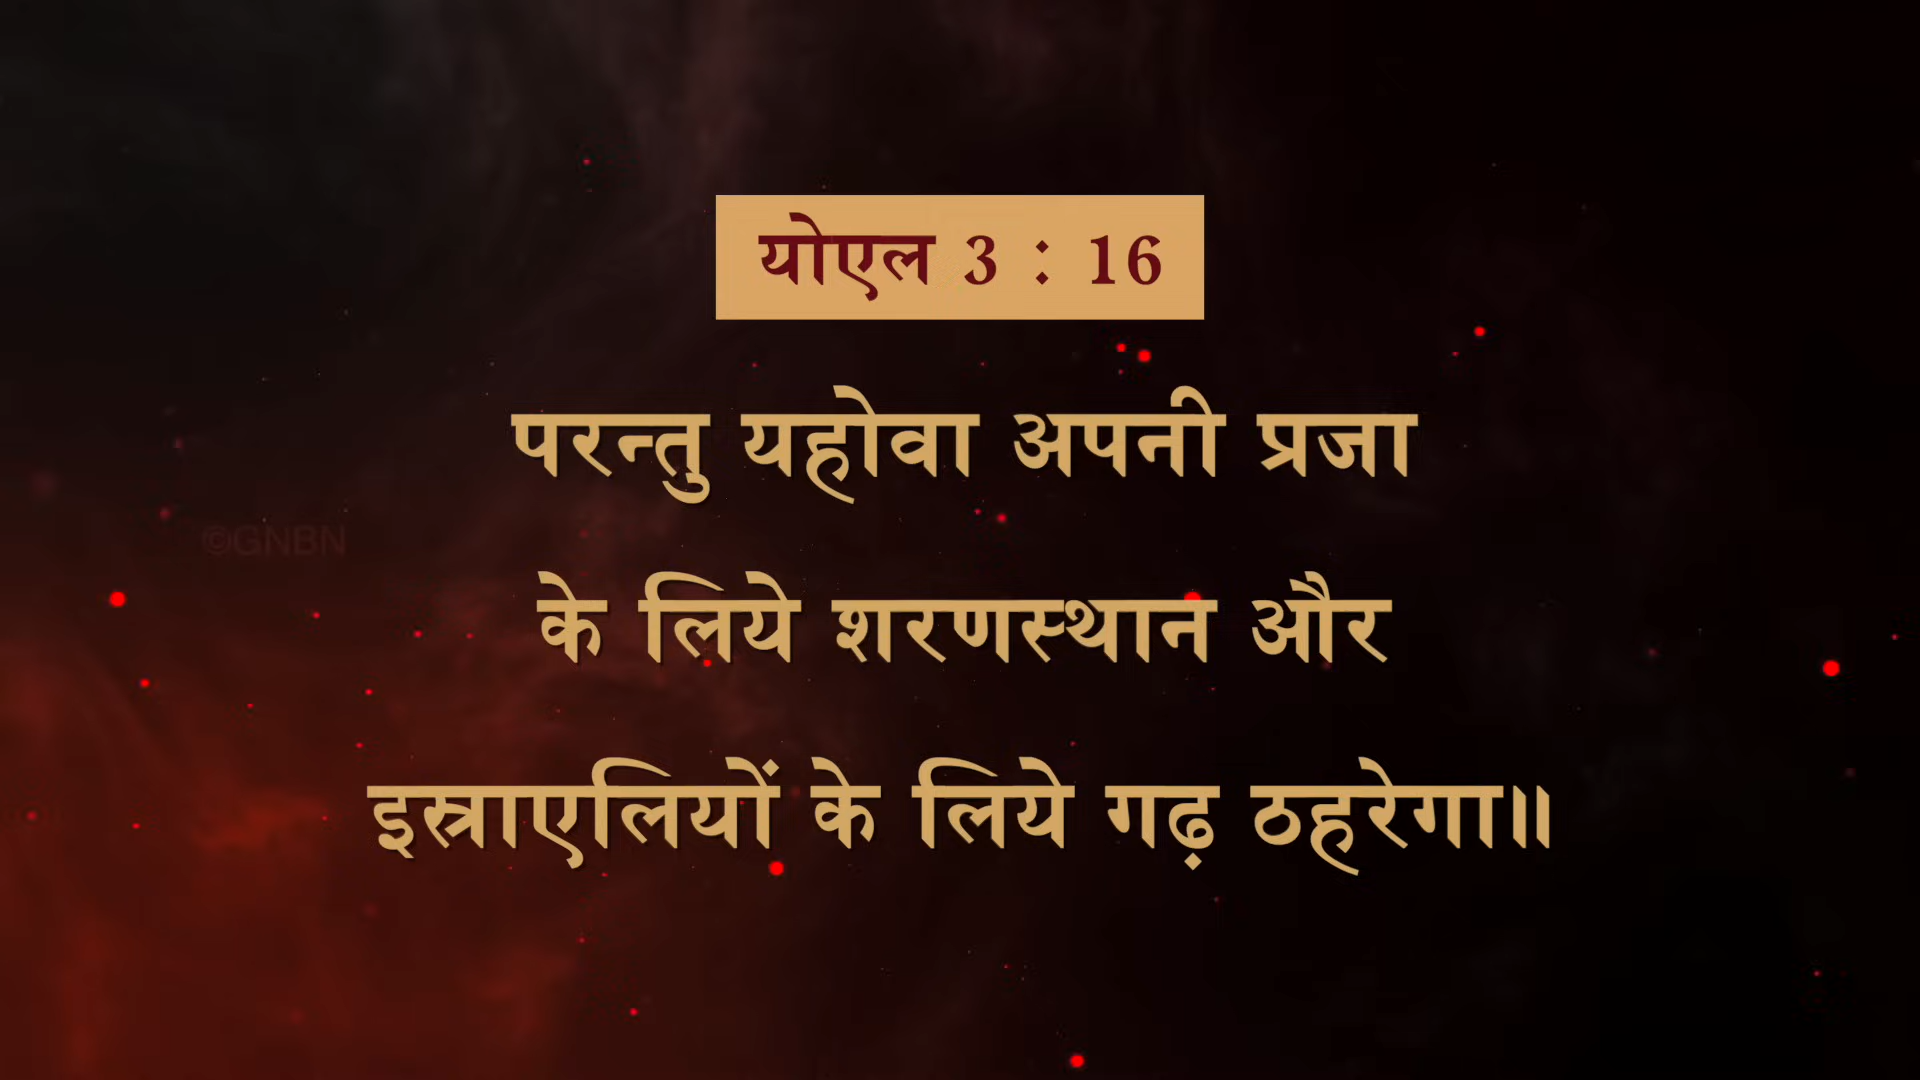 योएल 3 : 16
परन्तु यहोवा अपनी प्रजा
©GNBN
के लिये शरणस्थान और
इस्राएलियों के लिये गढ़ ठहरेगा॥